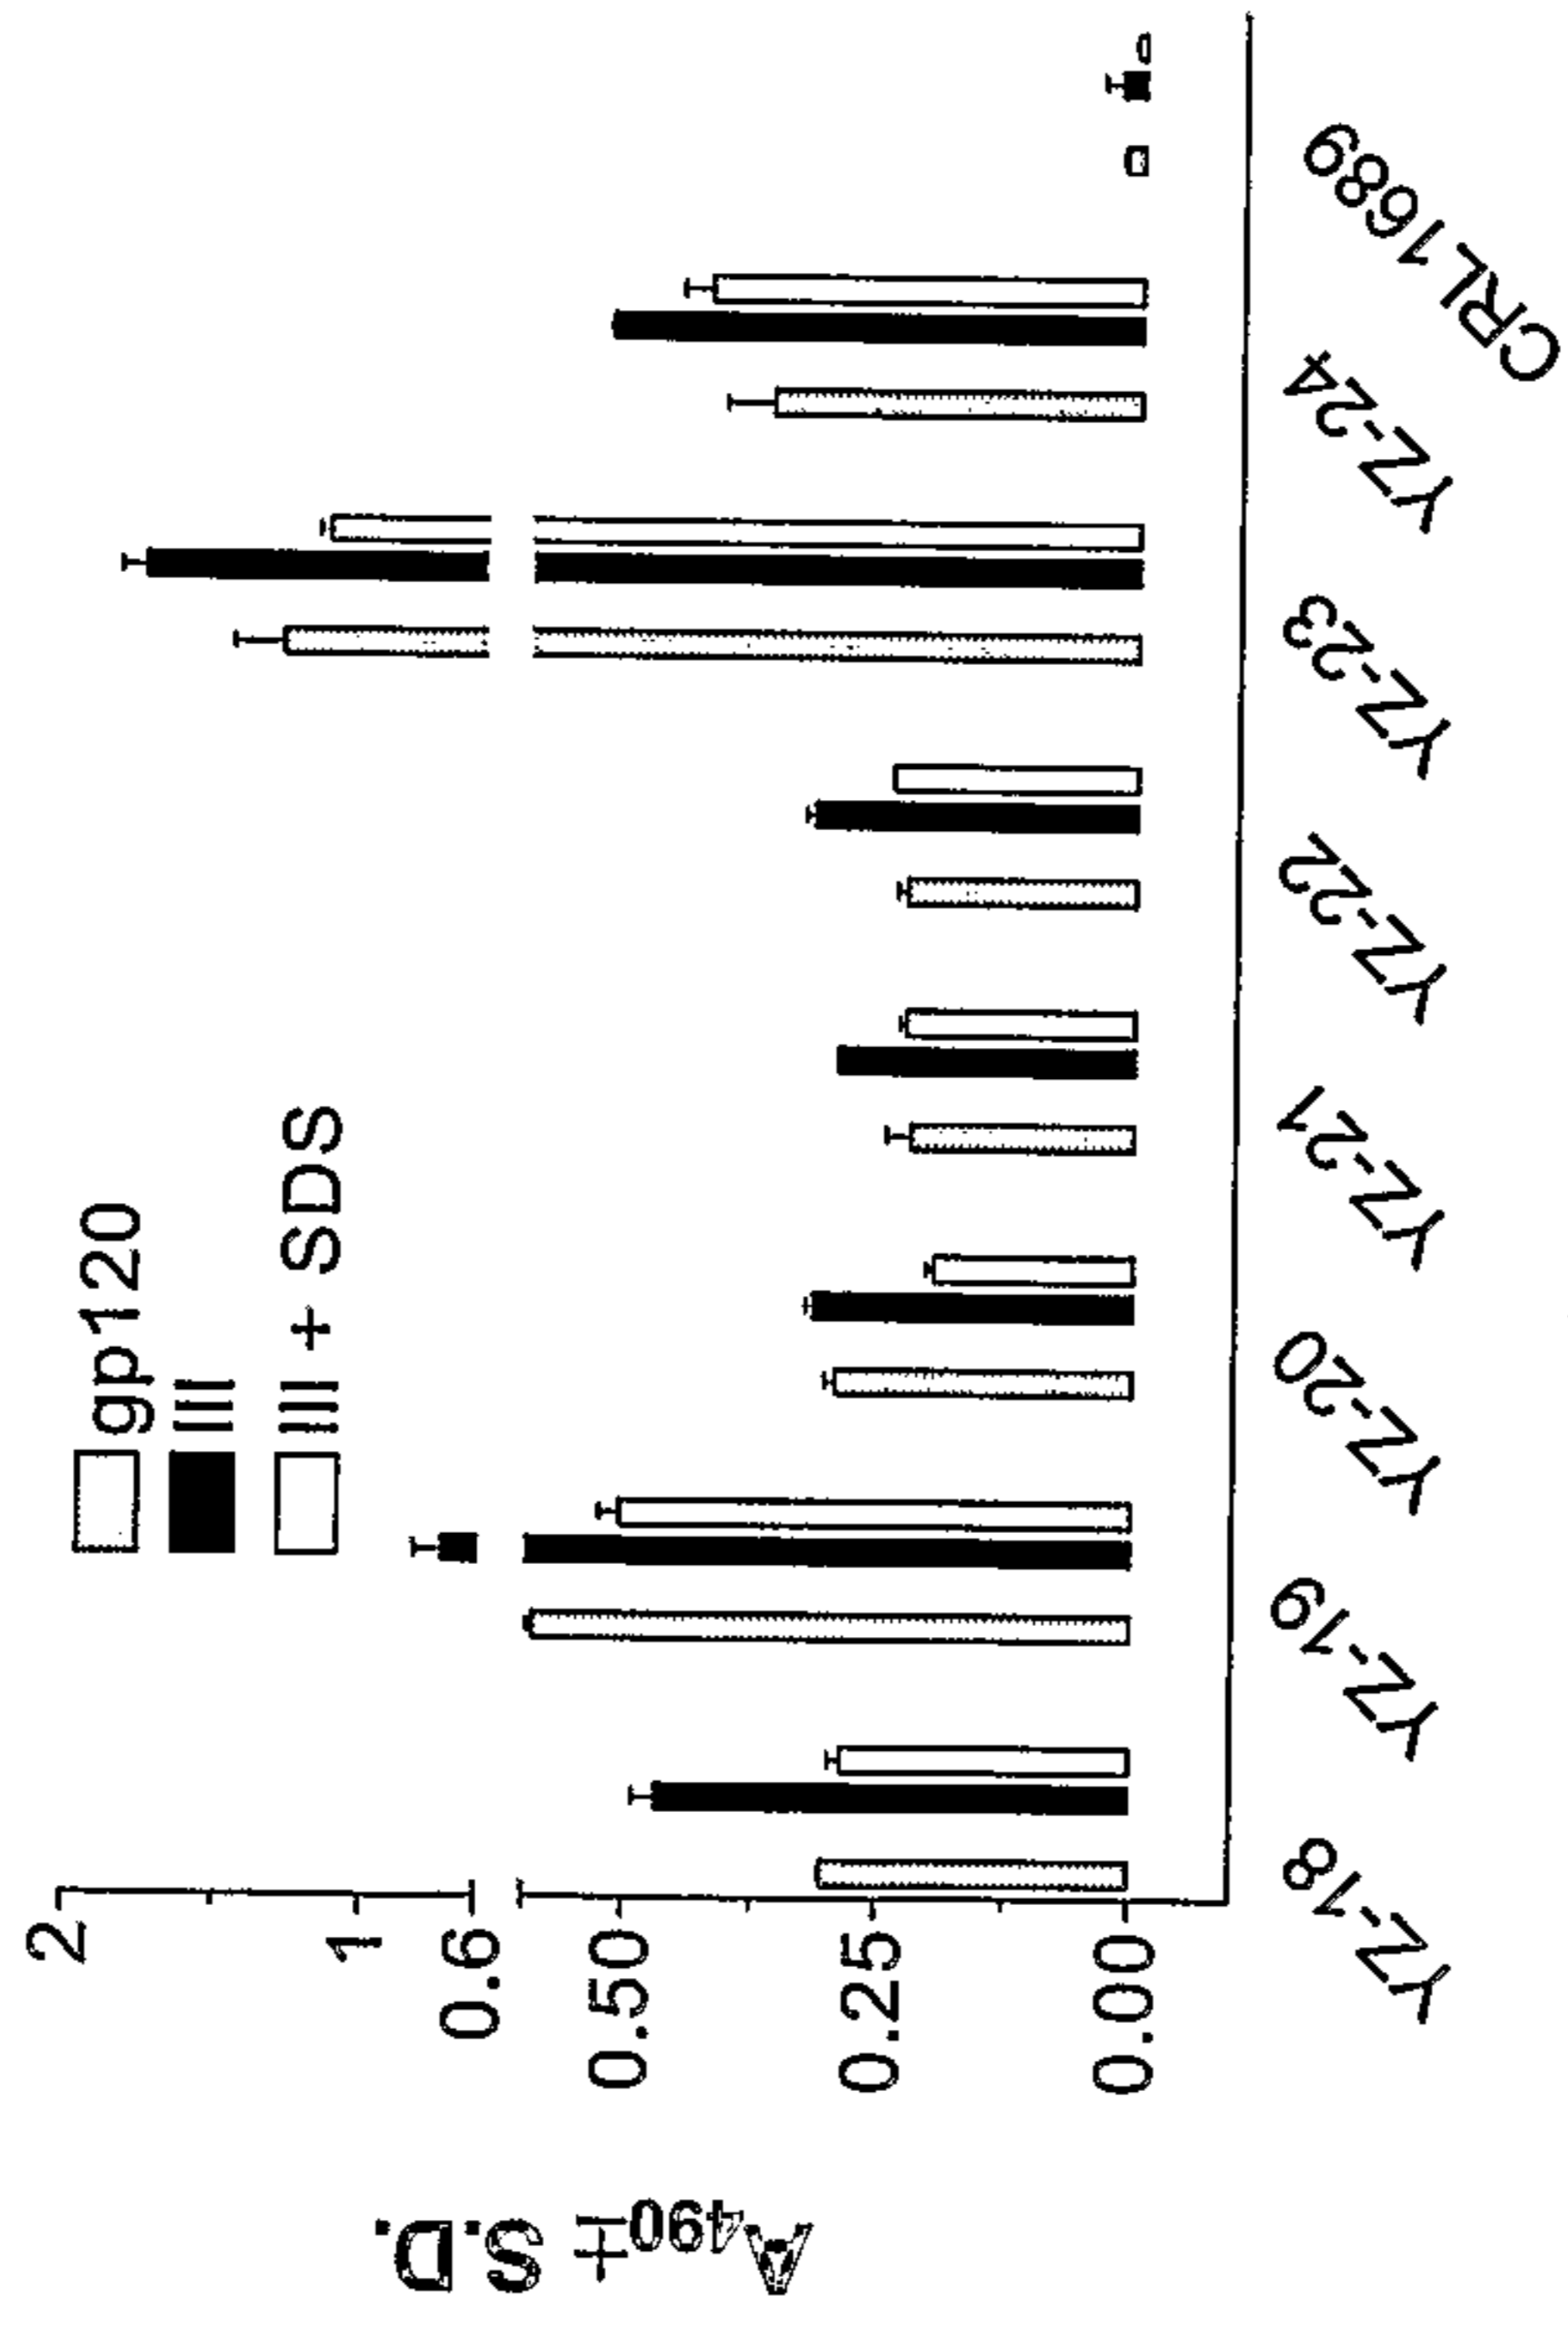 gp120
III
III + SDS
A490 ± S.D.
2
1
0.6
0.50
0.25
0.00
YZ-18
YZ-19
YZ-20
YZ-21
YZ-22
YZ-23
YZ-24
CRL1689